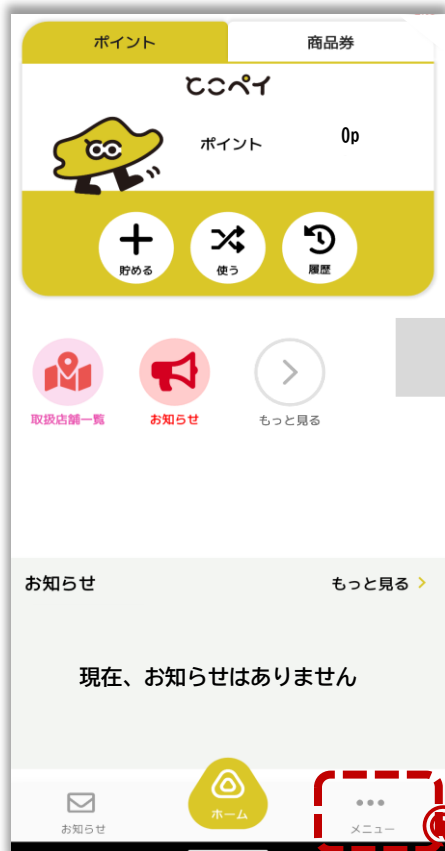 ポイント 商品券
とこペイ
ポイント 0p
貯める 使う 履歴
取扱店舗一覧 お知らせ もっと見る
お知らせ もっと見る
現在、お知らせはありません
お知らせ ホーム メニュー